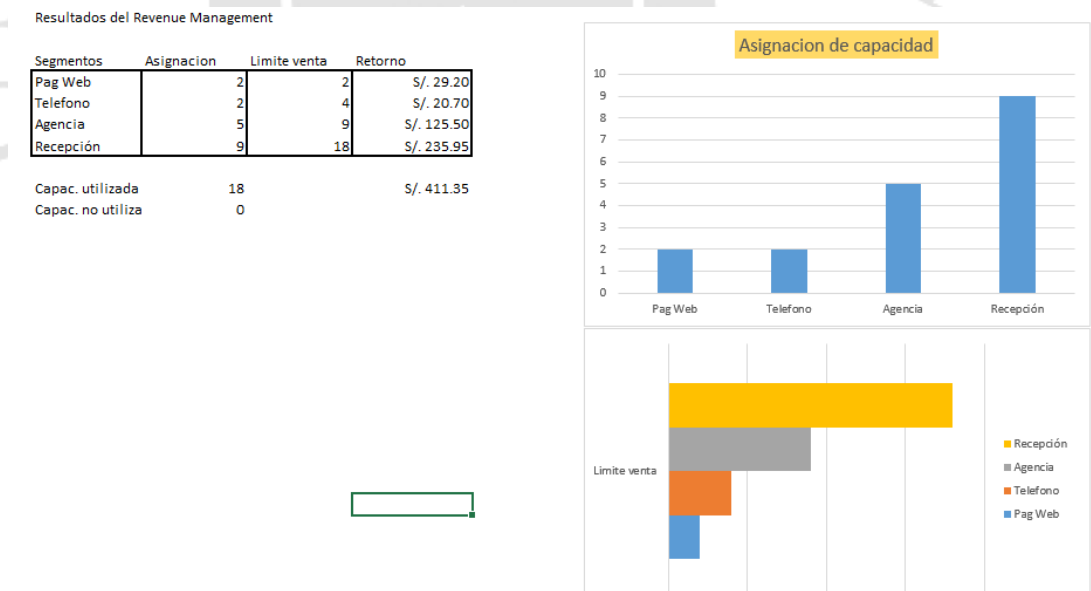 Resultados del Revenue Management
Segmentos Asignacion Limite venta Retorno
Pag Web 2 2 S/. 29.20
Telefono 2 4 S/. 20.70
Agencia 5 9 S/. 125.50
Recepción 9 18 S/. 235.95
Capac. utilizada 18 S/. 411.35
Capac. no utiliza 0
Asignacion de capacidad
10
9
8
7
6
5
4
3
2
1
0
Pag Web Telefono Agencia Recepción
Limite venta
Recepción
Agencia
Telefono
Pag Web